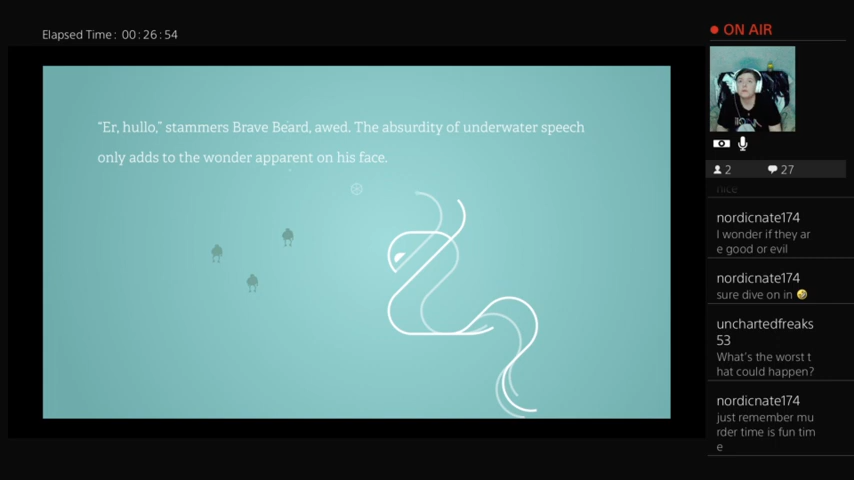 Elapsed Time: 00:26:54
ON AIR
“Er, hullo,” stammers Brave Beard, awed. The absurdity of underwater speech
only adds to the wonder apparent on his face.
2
27
nice
nordicnate174
I wonder if they ar
e good or evil
nordicnate174
sure dive on in 🤣
unchartedfreaks
53
What's the worst t
hat could happen?
nordicnate174
just remember mu
rder time is fun tim
e